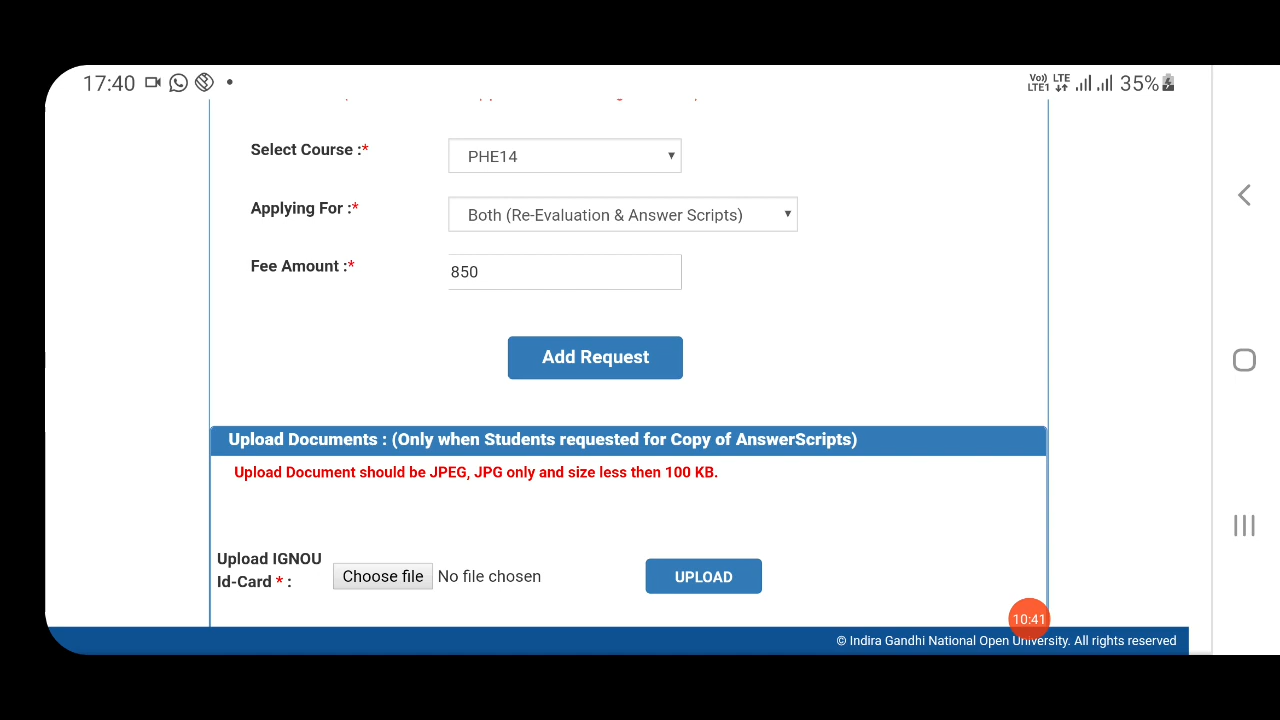 17:40
Vo)) LTE
LTE1
35%
Select Course :*
PHE14
Applying For :*
Both (Re-Evaluation & Answer Scripts)
Fee Amount :*
850
Add Request
Upload Documents : (Only when Students requested for Copy of AnswerScripts)
Upload Document should be JPEG, JPG only and size less then 100 KB.
Upload IGNOU
Id-Card * :
Choose file No file chosen
UPLOAD
10:41
© Indira Gandhi National Open University. All rights reserved